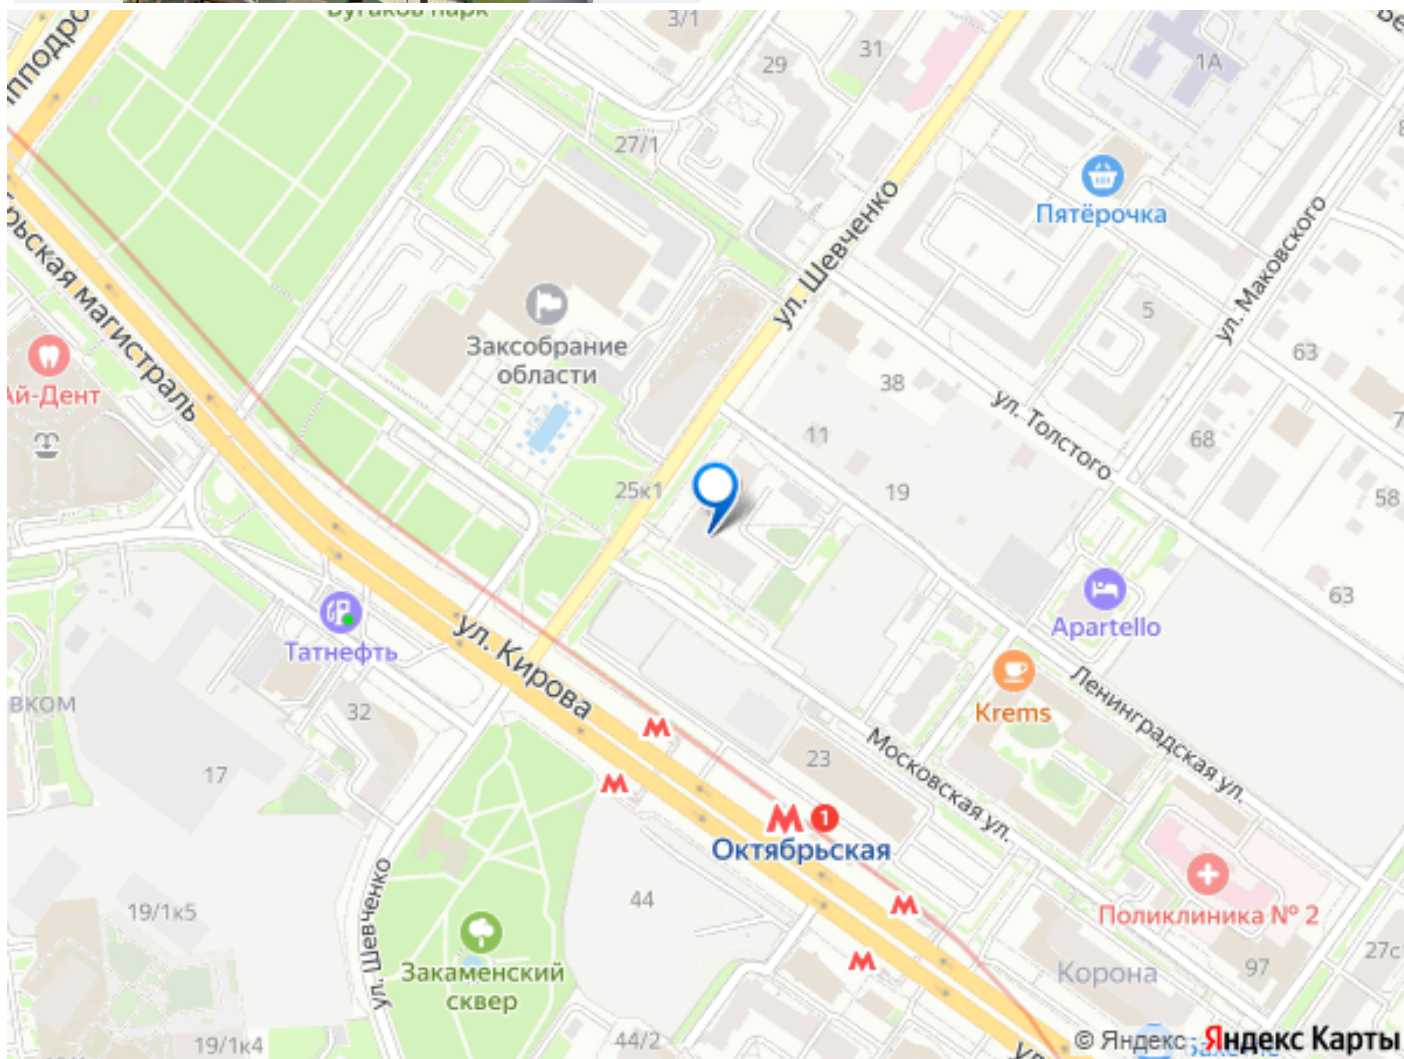 Бугаков парк
3/1
31
29
1А
27/1
Пятёрочка
ул. Шевченко
ул. Маковского
5
63
Заксобрание
области
Ай-Дент
магистраль
38
ул. Толстого
11
68
25к1
19
58
63
Татнефть
ул. Кирова
Apartello
Krems
Ленинградская ул.
32
17
23
Московская ул.
Октябрьская
1
44
Поликлиника № 2
19/1к5
ул. Шевченко
Закаменский
сквер
Корона
97
27с
19/1к4
44/2
© Яндекс Яндекс Карты